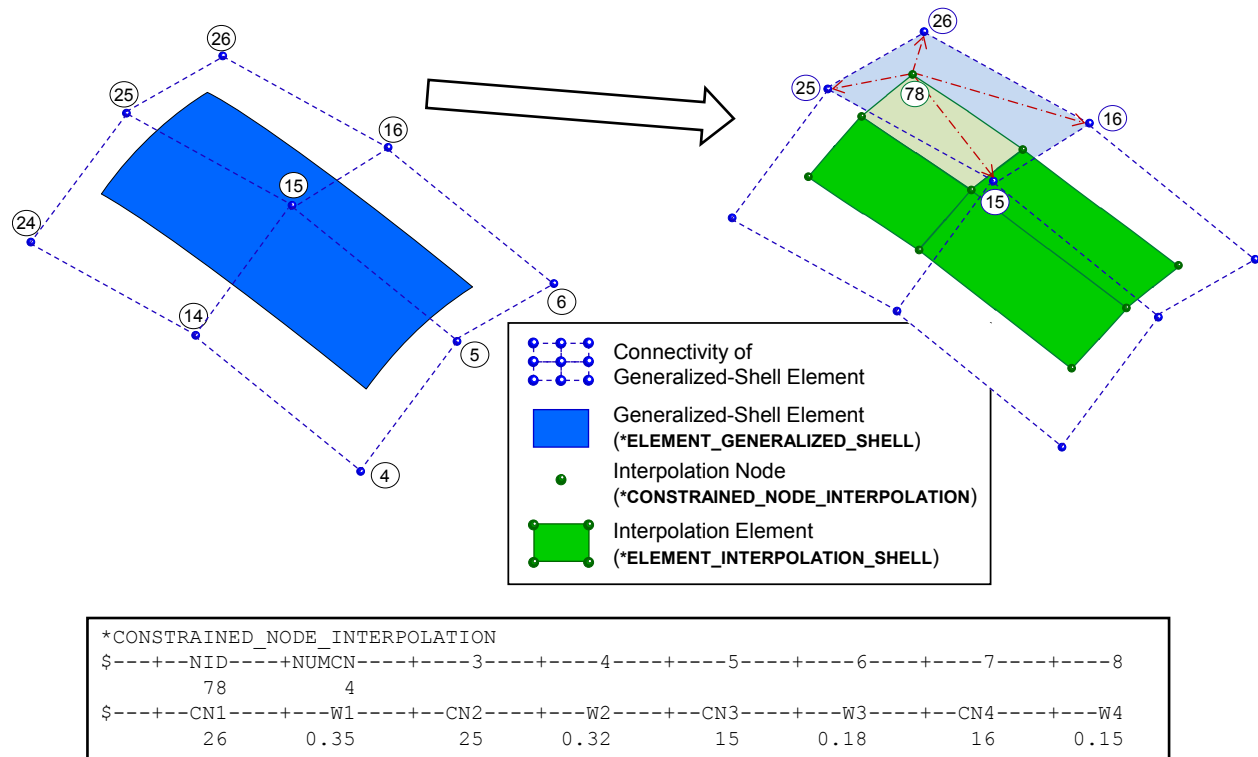 26
25
16
15
24
14
6
5
4
26
25
78
16
15
Connectivity of
Generalized-Shell Element
Generalized-Shell Element
(*ELEMENT_GENERALIZED_SHELL)
Interpolation Node
(*CONSTRAINED_NODE_INTERPOLATION)
Interpolation Element
(*ELEMENT_INTERPOLATION_SHELL)
*CONSTRAINED_NODE_INTERPOLATION
$---+--NID----+NUMCN----+----3----+----4----+----5----+----6----+----7----+----8
78 4
$---+--CN1----+---W1----+--CN2----+---W2----+--CN3----+---W3----+--CN4----+---W4
26 0.35 25 0.32 15 0.18 16 0.15